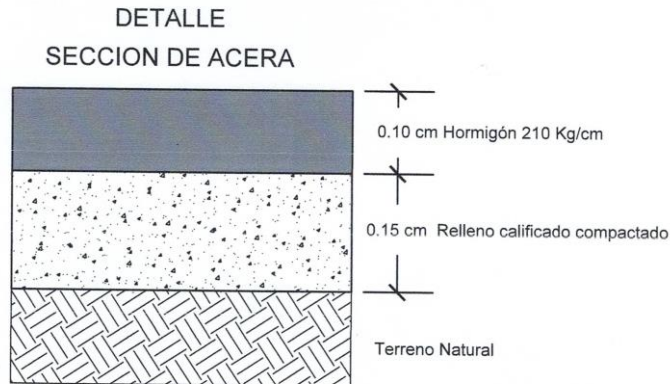 DETALLE
SECCION DE ACERA
0.10 cm Hormigón 210 Kg/cm
0.15 cm Relleno calificado compactado
Terreno Natural